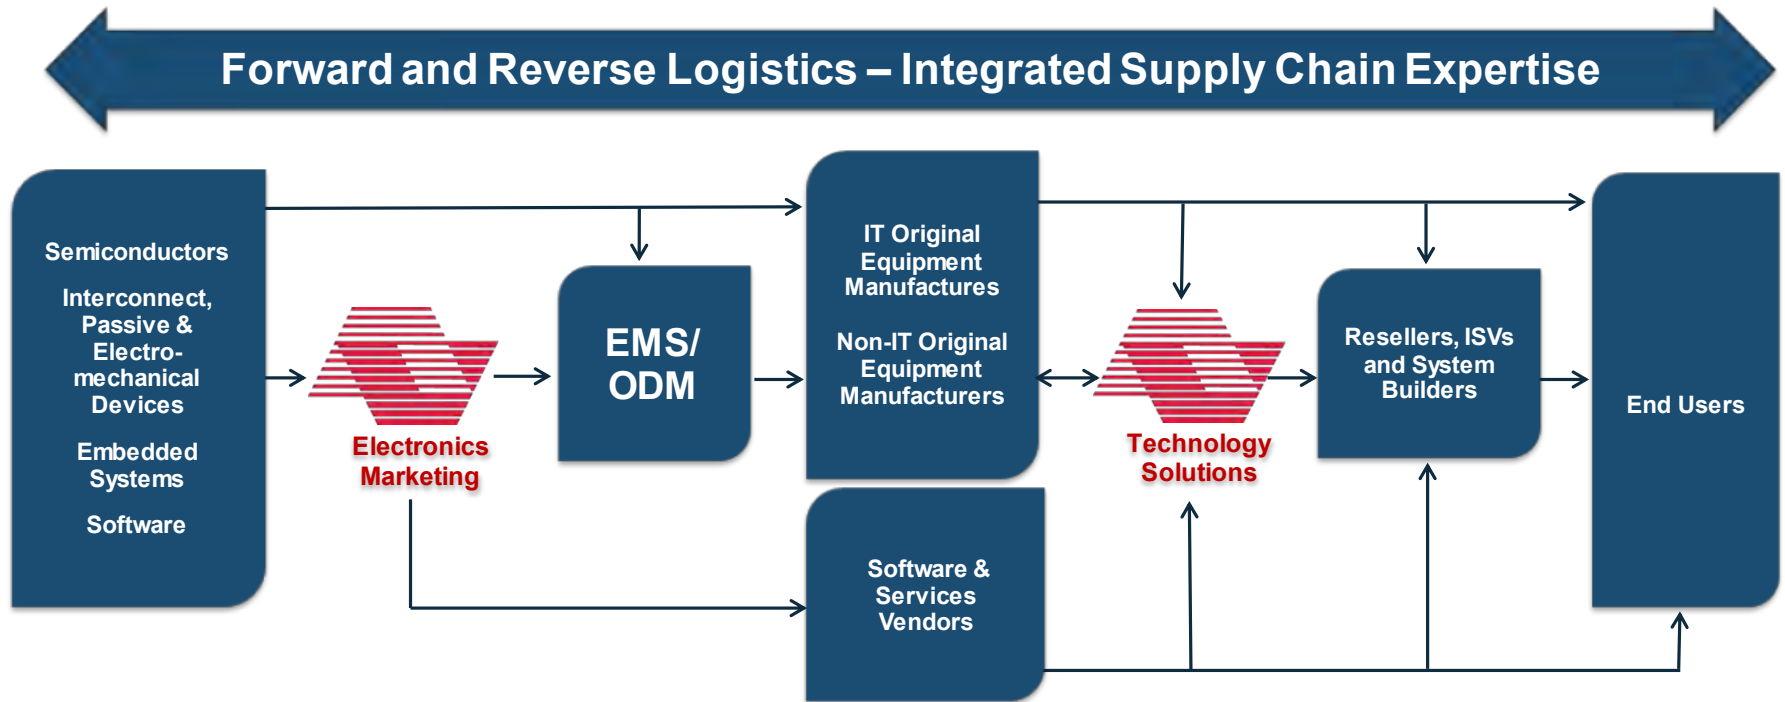 Forward and Reverse Logistics – Integrated Supply Chain Expertise
Semiconductors
Interconnect,
Passive &
Electro-
mechanical
Devices
Embedded
Systems
Software
Electronics
Marketing
EMS/
ODM
IT Original
Equipment
Manufactures
Non-IT Original
Equipment
Manufacturers
Software &
Services
Vendors
Technology
Solutions
Resellers, ISVs
and System
Builders
End Users